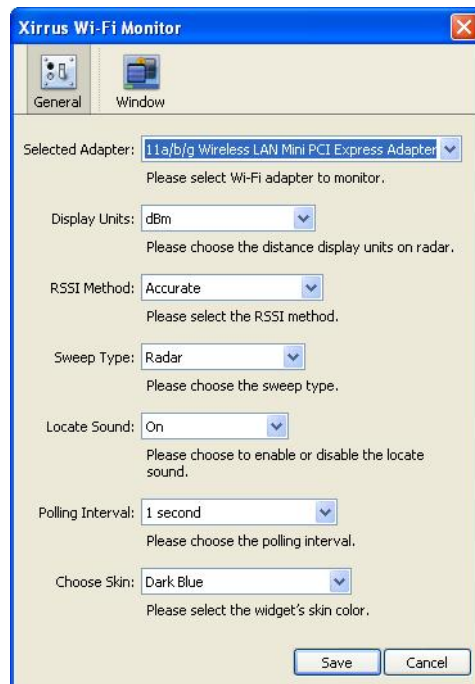 Xirrus Wi-Fi Monitor
General
Window
Selected Adapter: 11a/b/g Wireless LAN Mini PCI Express Adapter
Please select Wi-Fi adapter to monitor.
Display Units: dBm
Please choose the distance display units on radar.
RSSI Method: Accurate
Please select the RSSI method.
Sweep Type: Radar
Please choose the sweep type.
Locate Sound: On
Please choose to enable or disable the locate
sound.
Polling Interval: 1 second
Please choose the polling interval.
Choose Skin: Dark Blue
Please select the widget's skin color.
Save
Cancel